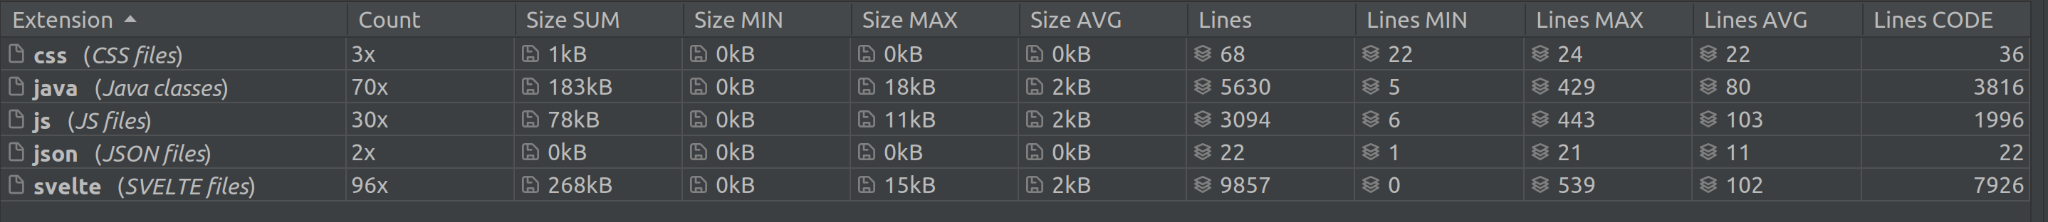 Extension Count Size SUM Size MIN Size MAX Size AVG Lines Lines MIN Lines MAX Lines AVG Lines CODE
css (CSS files) 3x 1kB 0kB 0kB 0kB 68 22 24 22 36
java (Java classes) 70x 183kB 0kB 18kB 2kB 5630 5 429 80 3816
js (JS files) 30x 78kB 0kB 11kB 2kB 3094 6 443 103 1996
json (JSON files) 2x 0kB 0kB 0kB 0kB 22 1 21 11 22
svelte (SVELTE files) 96x 268kB 0kB 15kB 2kB 9857 0 539 102 7926